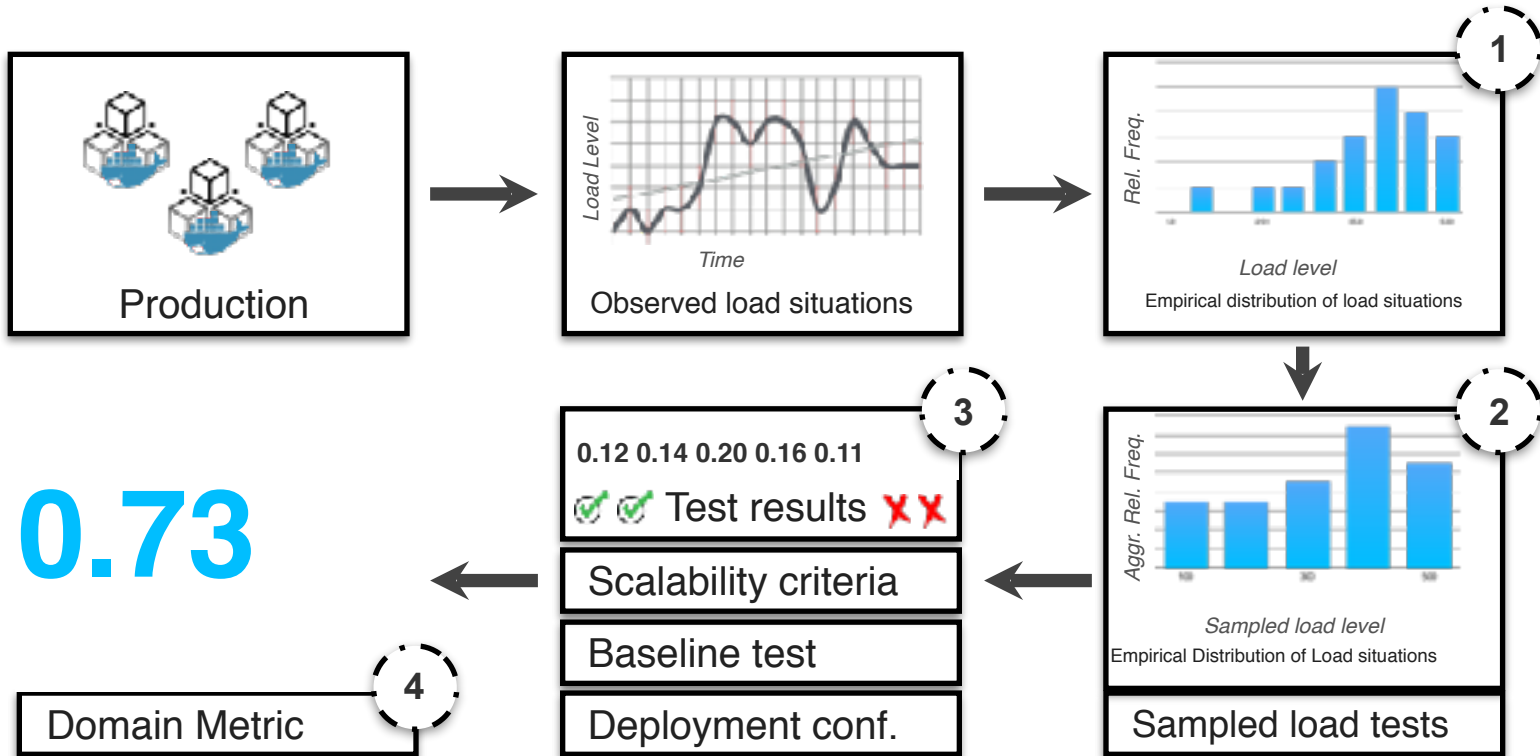 Production
Load Level
Time
Observed load situations
1
Rel. Freq.
Load level
Empirical distribution of load situations
2
Aggr. Rel. Freq.
Sampled load level
Empirical Distribution of Load situations
Sampled load tests
3
0.12 0.14 0.20 0.16 0.11
Test results
Scalability criteria
Baseline test
Deployment conf.
0.73
4
Domain Metric